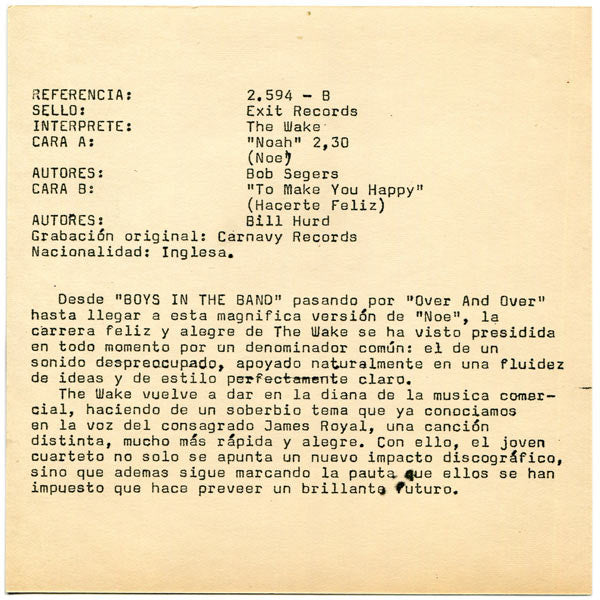 REFERENCIA: 2.594 - B
SELLO: Exit Records
INTERPRETE: The Wake
CARA A: "Noah" 2,30
(Noe)
AUTORES: Bob Segers
CARA B: "To Make You Happy"
(Hacerte Feliz)
AUTORES: Bill Hurd
Grabación original: Carnavy Records
Nacionalidad: Inglesa.
Desde "BOYS IN THE BAND" pasando por "Over And Over"
hasta llegar a esta magnifica versión de "Noe", la
carrera feliz y alegre de The Wake se ha visto presidida
en todo momento por un denominador común: el de un
sonido despreocupado, apoyado naturalmente en una fluidez
de ideas y de estilo perfectamente claro.
The Wake vuelve a dar en la diana de la musica comer-
cial, haciendo de un soberbio tema que ya conociamos
en la voz del consagrado James Royal, una canción
distinta, mucho más rápida y alegre. Con ello, el joven
cuarteto no solo se apunta un nuevo impacto discográfico,
sino que ademas sigue marcando la pauta que ellos se han
impuesto que hace preveer un brillante futuro.